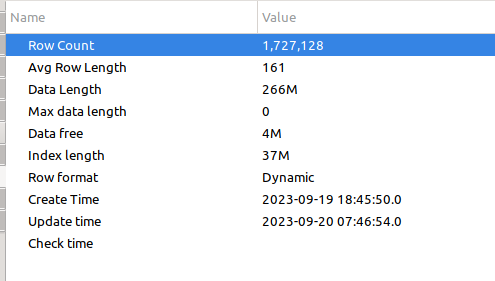 Name Value
Row Count 1,727,128
Avg Row Length 161
Data Length 266M
Max data length 0
Data free 4M
Index length 37M
Row format Dynamic
Create Time 2023-09-19 18:45:50.0
Update time 2023-09-20 07:46:54.0
Check time